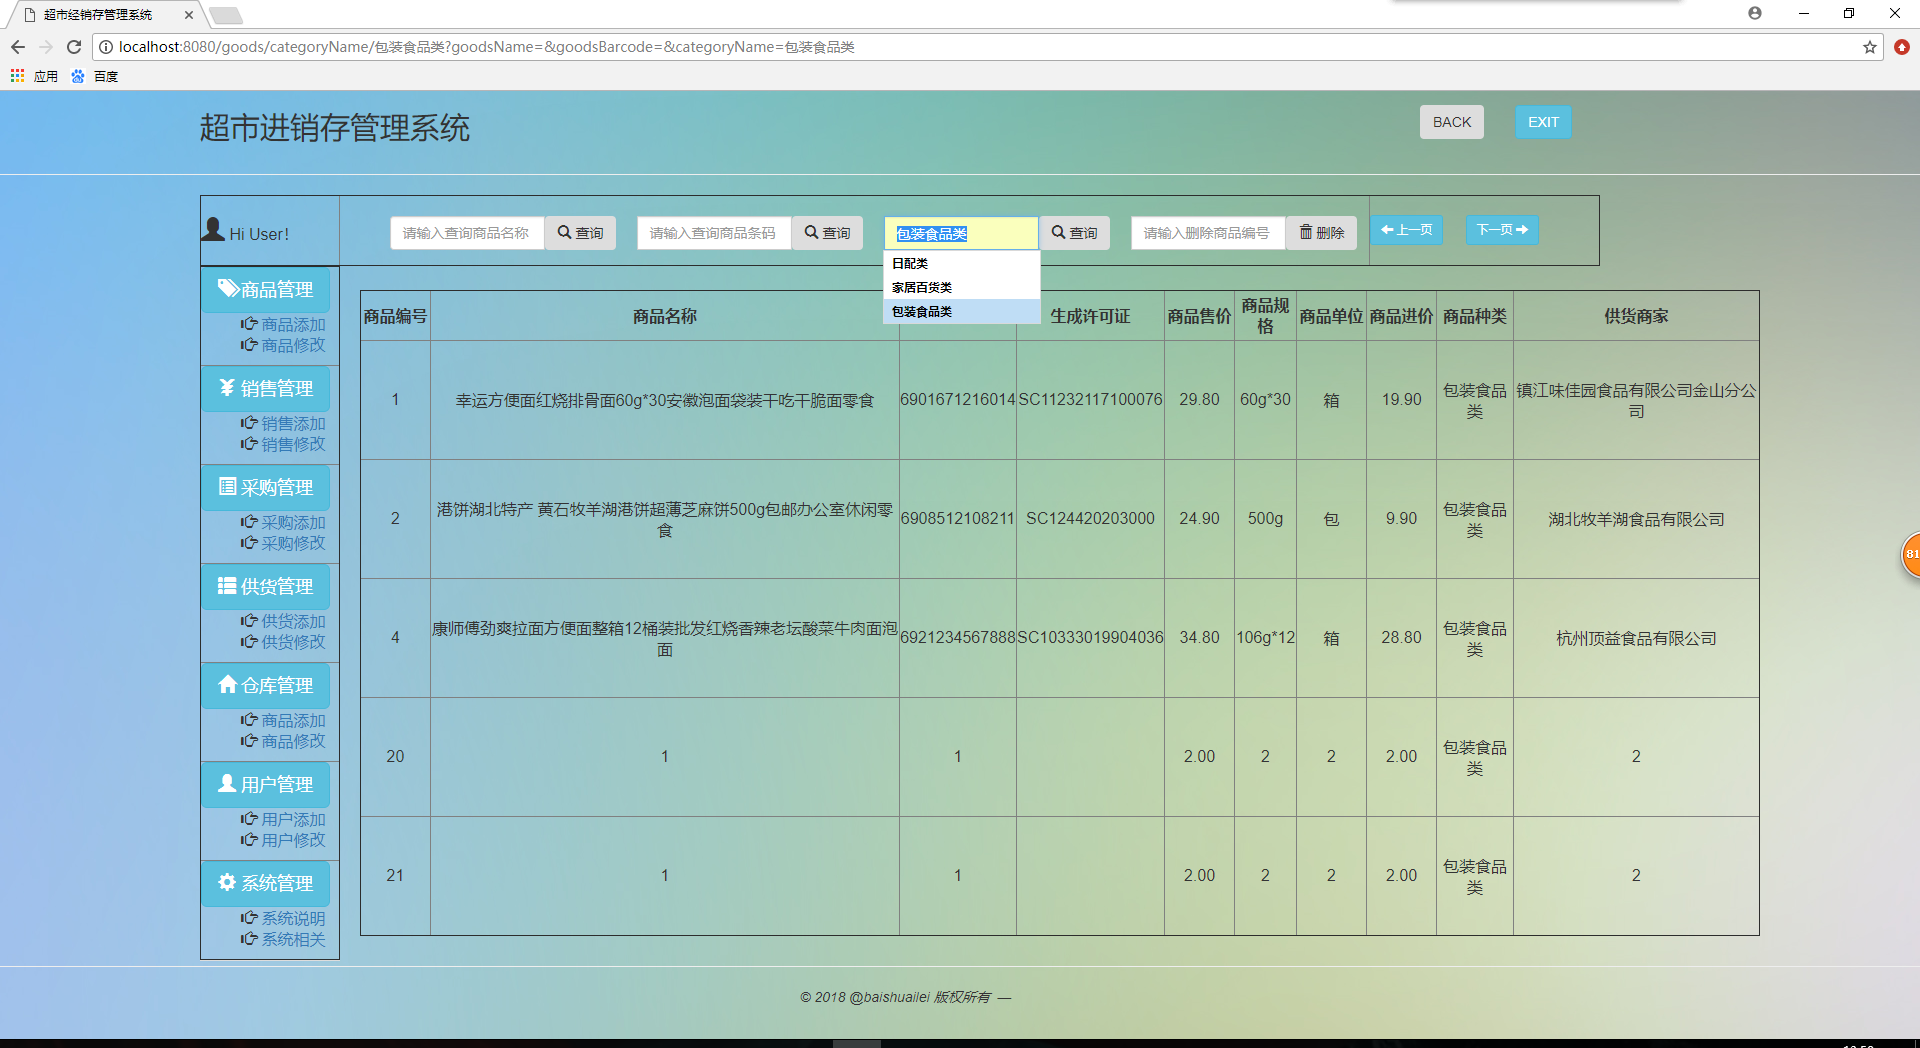 超市经销存管理系统
localhost:8080/goods/categoryName/包装食品类?goodsName=&goodsBarcode=&categoryName=包装食品类
应用 百度
超市进销存管理系统
BACK EXIT
Hi User!
请输入查询商品名称 查询 请输入查询商品条码 查询 包装食品类 查询 请输入删除商品编号 删除 上一页 下一页
日配类
家居百货类
包装食品类
商品管理
商品添加
商品修改
销售管理
销售添加
销售修改
采购管理
采购添加
采购修改
供货管理
供货添加
供货修改
仓库管理
商品添加
商品修改
用户管理
用户添加
用户修改
系统管理
系统说明
系统相关
商品编号 商品名称 生成许可证 商品售价 商品规格 商品单位 商品进价 商品种类 供货商家
1 幸运方便面红烧排骨面60g*30安徽泡面袋装干吃干脆面零食 6901671216014 SC11232117100076 29.80 60g*30 箱 19.90 包装食品类 镇江味佳园食品有限公司金山分公司
2 港饼湖北特产 黄石牧羊湖港饼超薄芝麻饼500g包邮办公室休闲零食 6908512108211 SC124420203000 24.90 500g 包 9.90 包装食品类 湖北牧羊湖食品有限公司
4 康师傅劲爽拉面方便面整箱12桶装批发红烧香辣老坛酸菜牛肉面泡面 6921234567888 SC10333019904036 34.80 106g*12 箱 28.80 包装食品类 杭州顶益食品有限公司
20 1 1 2.00 2 2 2.00 包装食品类 2
21 1 1 2.00 2 2 2.00 包装食品类 2
81
© 2018 @baishuailei 版权所有 —